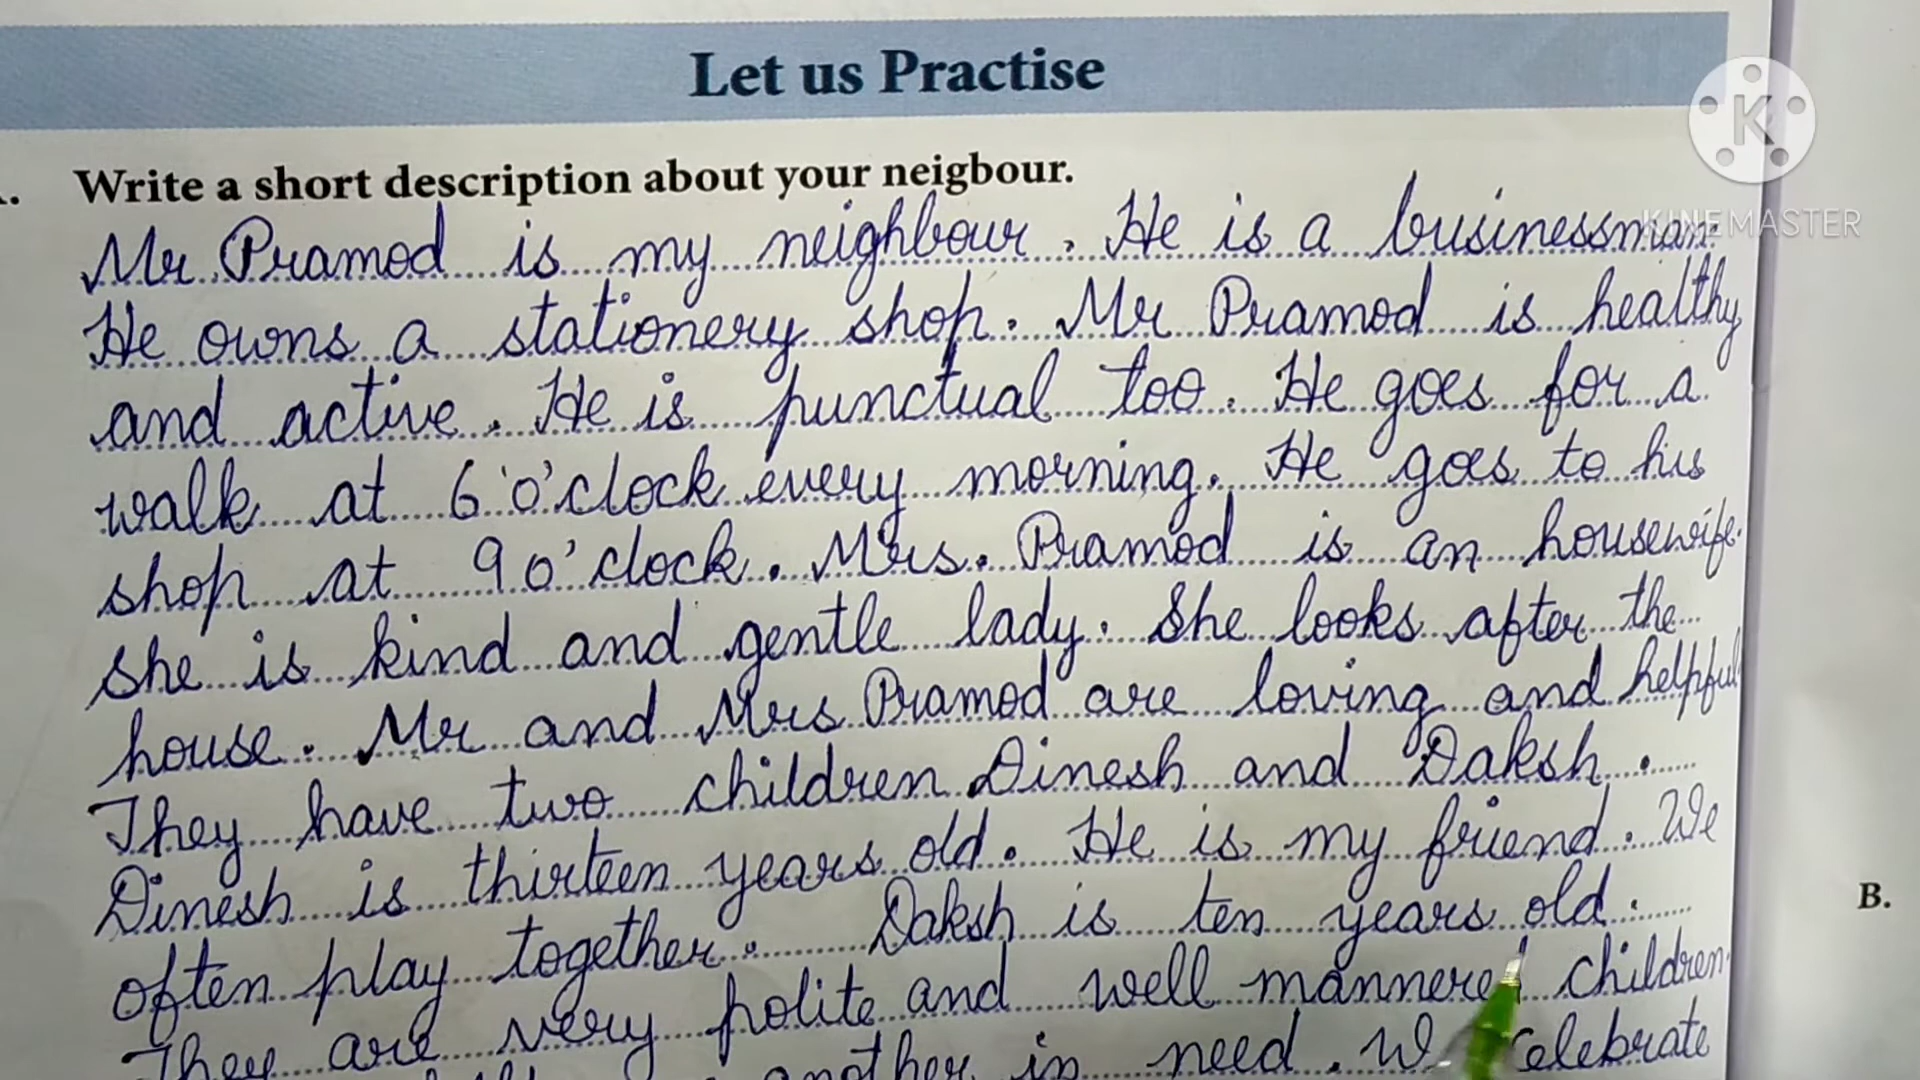 Let us Practise
K
KINEMASTER
Write a short description about your neigbour.
Mr Pramod is my neighbour. He is a businessman.
He owns a stationery shop. Mr Pramod is healthy
and active. He is punctual too. He goes for a
walk at 6 o'clock every morning. He goes to his
shop at 9 o'clock. Mrs. Pramod is an housewife.
She is kind and gentle lady. She looks after the
house. Mr and Mrs Pramod are loving and helpful.
They have two children Dinesh and Daksh.
Dinesh is thirteen years old. He is my friend. We
often play together. Daksh is ten years old.
They are very polite and well mannered children.
another in need. We celebrate
B.